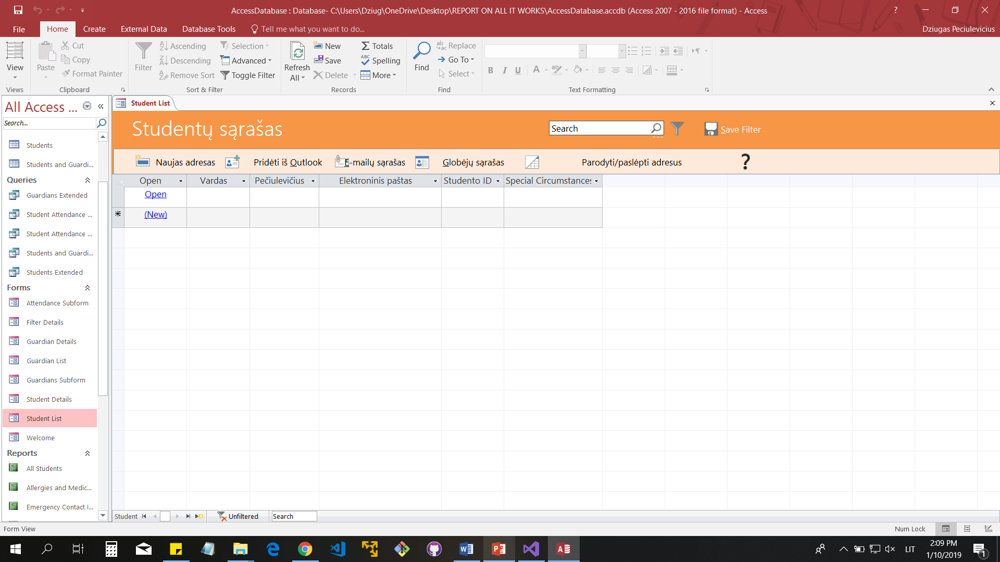 AccessDatabase : Database- C:\Users\Dziug\OneDrive\Desktop\REPORT ON ALL IT WORKS\AccessDatabase.accdb (Access 2007 - 2016 file format) - Access
?
File
Home
Create
External Data
Database Tools
Tell me what you want to do...
Dziugas Peciulevicius
View
Views
Paste
Cut
Copy
Format Painter
Clipboard
Filter
Ascending
Descending
Remove Sort
Selection
Advanced
Toggle Filter
Sort & Filter
Refresh
All
New
Save
Delete
Totals
Spelling
More
Records
Find
Replace
Go To
Select
Find
B I U A
Text Formatting
All Access ...
Search...
Students
Students and Guardi...
Queries
Guardians Extended
Student Attendance ...
Student Attendance ...
Students and Guardi...
Students Extended
Forms
Attendance Subform
Filter Details
Guardian Details
Guardian List
Guardians Subform
Student Details
Student List
Welcome
Reports
All Students
Allergies and Medic...
Emergency Contact I...
Student List
Studentų sąrašas
Search
Save Filter
Naujas adresas
Pridėti iš Outlook
E-mailų sąrašas
Globėjų sąrašas
Parodyti/paslėpti adresus
?
Open Vardas Pečiulevičius Elektroninis paštas Studento ID Special Circumstances
Open
* (New)
Student
Unfiltered
Search
Form View
Num Lock
LIT
2:09 PM
1/10/2019
1